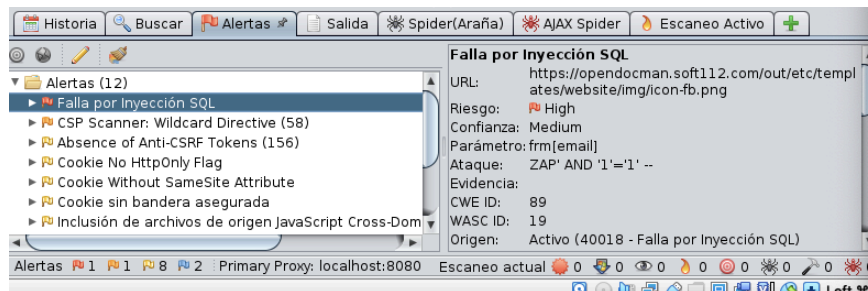 Historia Buscar Alertas Salida Spider(Araña) AJAX Spider Escaneo Activo
Alertas (12)
Falla por Inyección SQL
CSP Scanner: Wildcard Directive (58)
Absence of Anti-CSRF Tokens (156)
Cookie No HttpOnly Flag
Cookie Without SameSite Attribute
Cookie sin bandera asegurada
Inclusión de archivos de origen JavaScript Cross-Dom
Falla por Inyección SQL
URL: https://opendocman.soft112.com/out/etc/templ
ates/website/img/icon-fb.png
Riesgo: High
Confianza: Medium
Parámetro: frm[email]
Ataque: ZAP' AND '1'='1' --
Evidencia:
CWE ID: 89
WASC ID: 19
Origen: Activo (40018 - Falla por Inyección SQL)
Alertas 1 1 8 2 Primary Proxy: localhost:8080 Escaneo actual 0 0 0 0 0 0 0